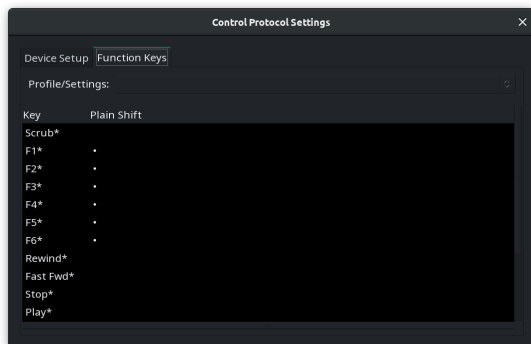 Control Protocol Settings
Device Setup Function Keys
Profile/Settings:
Key Plain Shift
Scrub*
F1* •
F2* •
F3* •
F4* •
F5* •
F6* •
Rewind*
Fast Fwd*
Stop*
Play*